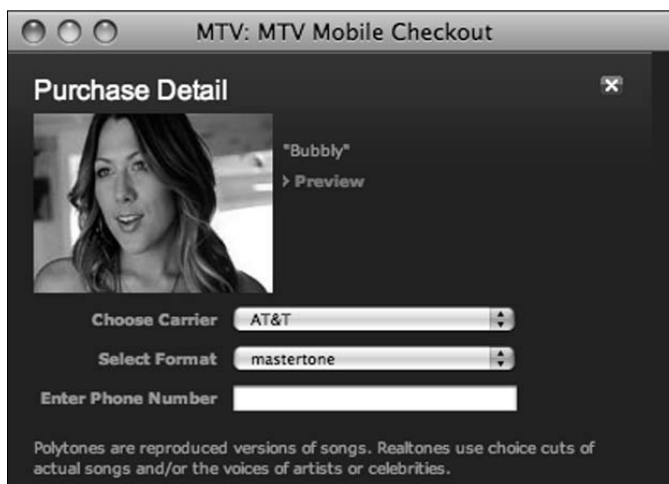 MTV: MTV Mobile Checkout
Purchase Detail
"Bubbly"
Preview
Choose Carrier AT&T
Select Format mastertone
Enter Phone Number
Polytones are reproduced versions of songs. Realtones use choice cuts of
actual songs and/or the voices of artists or celebrities.